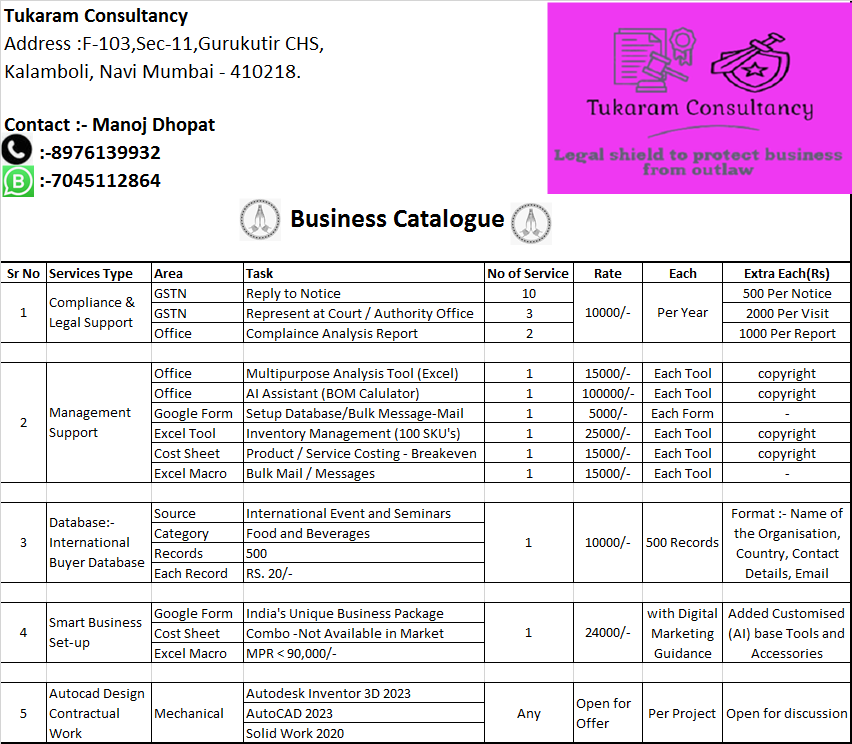 Tukaram Consultancy
Address :F-103,Sec-11,Gurukutir CHS,
Kalamboli, Navi Mumbai - 410218.
Contact :- Manoj Dhopat
:-8976139932
:-7045112864
Tukaram Consultancy
Legal shield to protect business
from outlaw
Business Catalogue
Sr No Services Type Area Task No of Service Rate Each Extra Each(Rs)
1 Compliance & Legal Support GSTN Reply to Notice 10 10000/- Per Year 500 Per Notice
GSTN Represent at Court / Authority Office 3 2000 Per Visit
Office Complaince Analysis Report 2 1000 Per Report
2 Management Support Office Multipurpose Analysis Tool (Excel) 1 15000/- Each Tool copyright
Office AI Assistant (BOM Calulator) 1 100000/- Each Tool copyright
Google Form Setup Database/Bulk Message-Mail 1 5000/- Each Form -
Excel Tool Inventory Management (100 SKU's) 1 25000/- Each Tool copyright
Cost Sheet Product / Service Costing - Breakeven 1 15000/- Each Tool copyright
Excel Macro Bulk Mail / Messages 1 15000/- Each Tool -
3 Database:- International Buyer Database Source International Event and Seminars 1 10000/- 500 Records Format :- Name of the Organisation, Country, Contact Details, Email
Category Food and Beverages
Records 500
Each Record RS. 20/-
4 Smart Business Set-up Google Form India's Unique Business Package 1 24000/- with Digital Marketing Guidance Added Customised (AI) base Tools and Accessories
Cost Sheet Combo -Not Available in Market
Excel Macro MPR < 90,000/-
5 Autocad Design Contractual Work Mechanical Autodesk Inventor 3D 2023 Any Open for Offer Per Project Open for discussion
AutoCAD 2023
Solid Work 2020